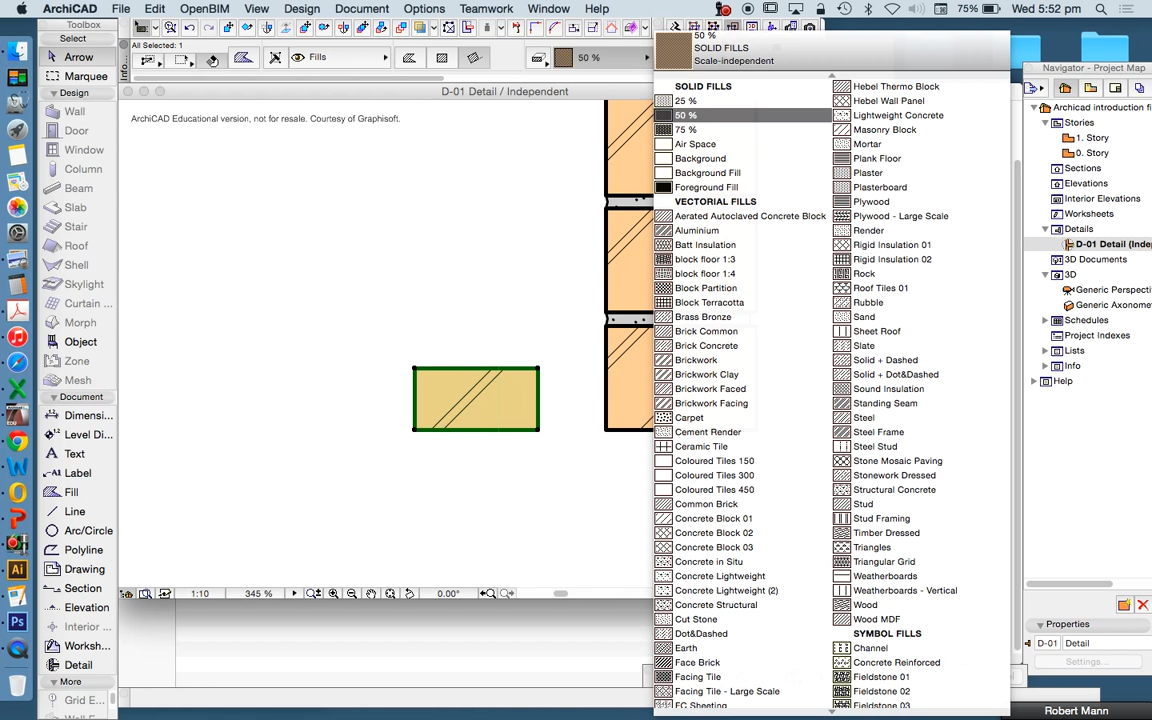 ArchiCAD File Edit OpenBIM View Design Document Options Teamwork Window Help 75% Wed 5:52 pm
Toolbox
Select
Arrow
Marquee
Design
Wall
Door
Window
Column
Beam
Slab
Stair
Roof
Shell
Skylight
Curtain ...
Morph
Object
Zone
Mesh
Document
Dimensi...
Level Di...
Text
Label
Fill
Line
Arc/Circle
Polyline
Drawing
Section
Elevation
Interior ...
Worksh...
Detail
More
Grid E...
All Selected: 1
Info...
Fills
50 %
D-01 Detail / Independent
ArchiCAD Educational version, not for resale. Courtesy of Graphisoft.
1:10 345 % 0.00°
50 %
SOLID FILLS
Scale-independent
SOLID FILLS
25 %
50 %
75 %
Air Space
Background
Background Fill
Foreground Fill
VECTORIAL FILLS
Aerated Autoclaved Concrete Block
Aluminium
Batt Insulation
block floor 1:3
block floor 1:4
Block Partition
Block Terracotta
Brass Bronze
Brick Common
Brick Concrete
Brickwork
Brickwork Clay
Brickwork Faced
Brickwork Facing
Carpet
Cement Render
Ceramic Tile
Coloured Tiles 150
Coloured Tiles 300
Coloured Tiles 450
Common Brick
Concrete Block 01
Concrete Block 02
Concrete Block 03
Concrete in Situ
Concrete Lightweight
Concrete Lightweight (2)
Concrete Structural
Cut Stone
Dot&Dashed
Earth
Face Brick
Facing Tile
Facing Tile - Large Scale
FC Sheeting
Hebel Thermo Block
Hebel Wall Panel
Lightweight Concrete
Masonry Block
Mortar
Plank Floor
Plaster
Plasterboard
Plywood
Plywood - Large Scale
Render
Rigid Insulation 01
Rigid Insulation 02
Rock
Roof Tiles 01
Rubble
Sand
Sheet Roof
Slate
Solid + Dashed
Solid + Dot&Dashed
Sound Insulation
Standing Seam
Steel
Steel Frame
Steel Stud
Stone Mosaic Paving
Stonework Dressed
Structural Concrete
Stud
Stud Framing
Timber Dressed
Triangles
Triangular Grid
Weatherboards
Weatherboards - Vertical
Wood
Wood MDF
SYMBOL FILLS
Channel
Concrete Reinforced
Fieldstone 01
Fieldstone 02
Fieldstone 03
Navigator - Project Map
Archicad introduction fi
Stories
1. Story
0. Story
Sections
Elevations
Interior Elevations
Worksheets
Details
D-01 Detail (Inde
3D Documents
3D
Generic Perspecti
Generic Axonome
Schedules
Project Indexes
Lists
Info
Help
Properties
D-01 Detail
Settings...
Robert Mann